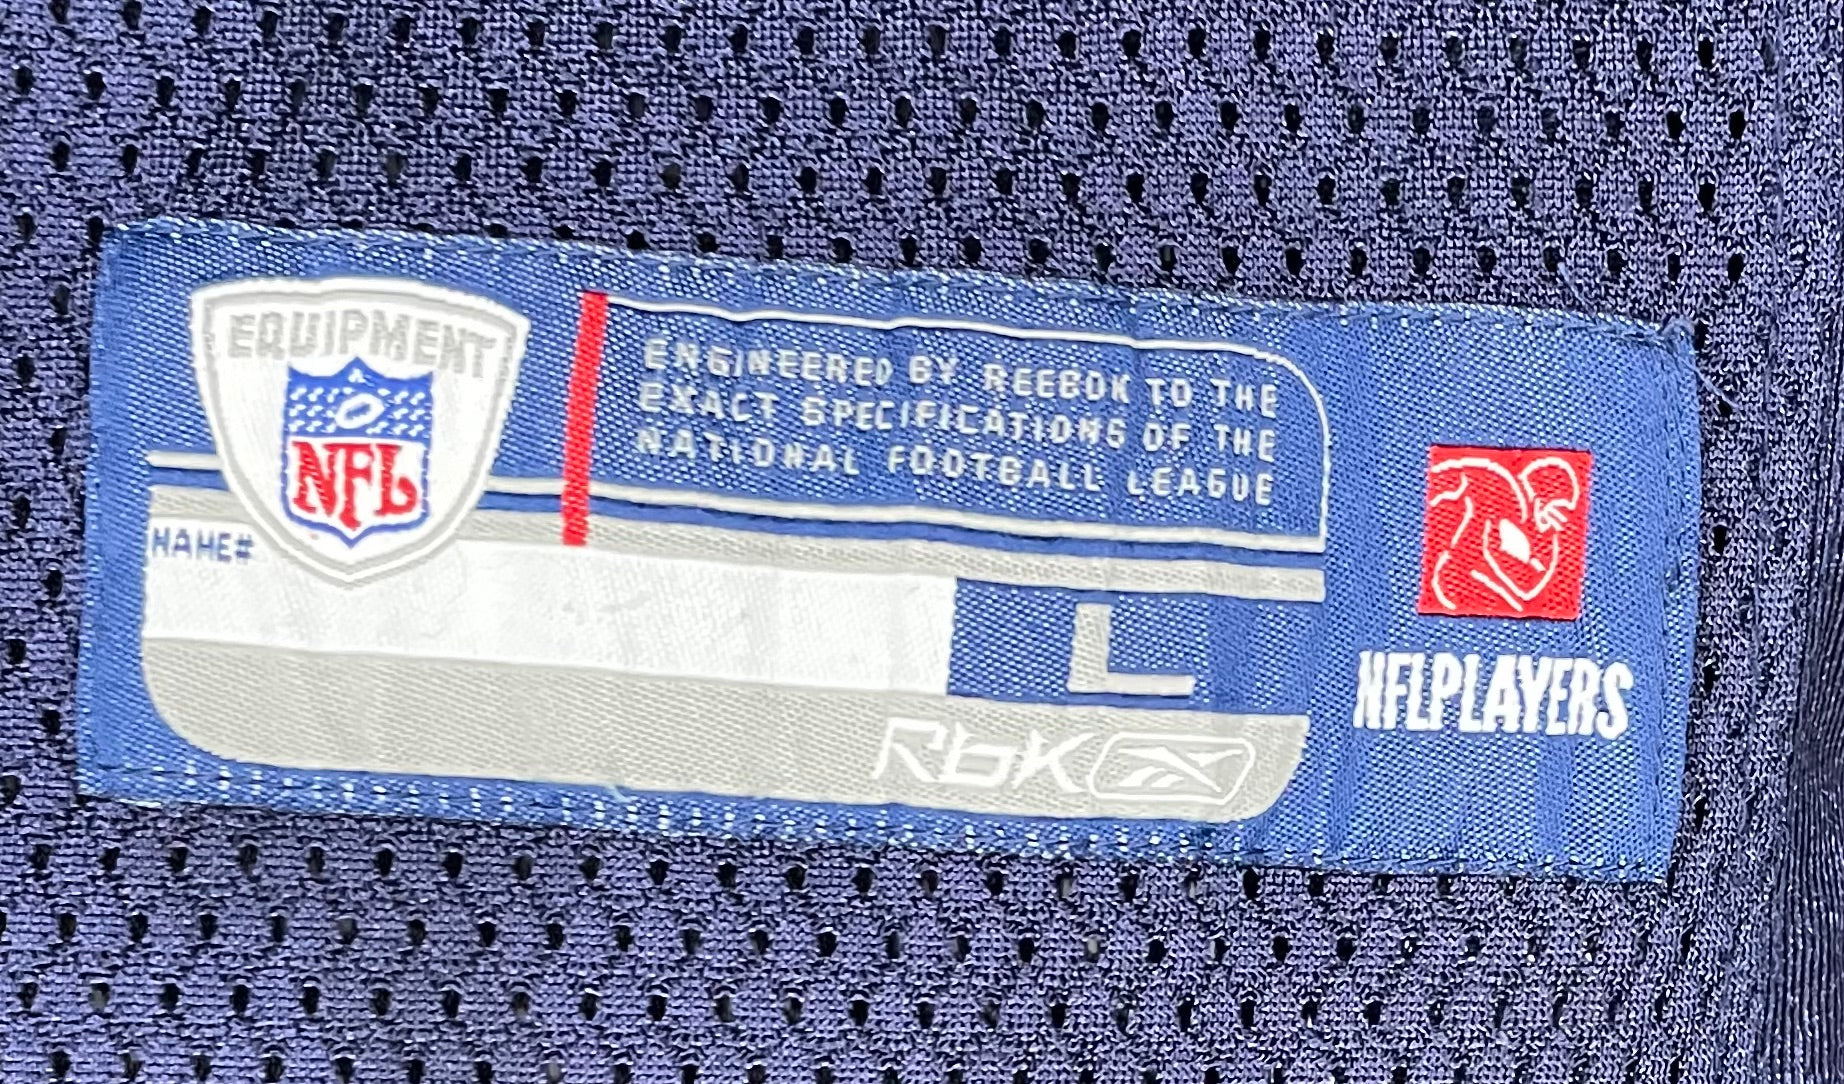 EQUIPMENT
NFL
ENGINEERED BY REEBOK TO THE
EXACT SPECIFICATIONS OF THE
NATIONAL FOOTBALL LEAGUE
NAME#
L
RbK
NFLPLAYERS